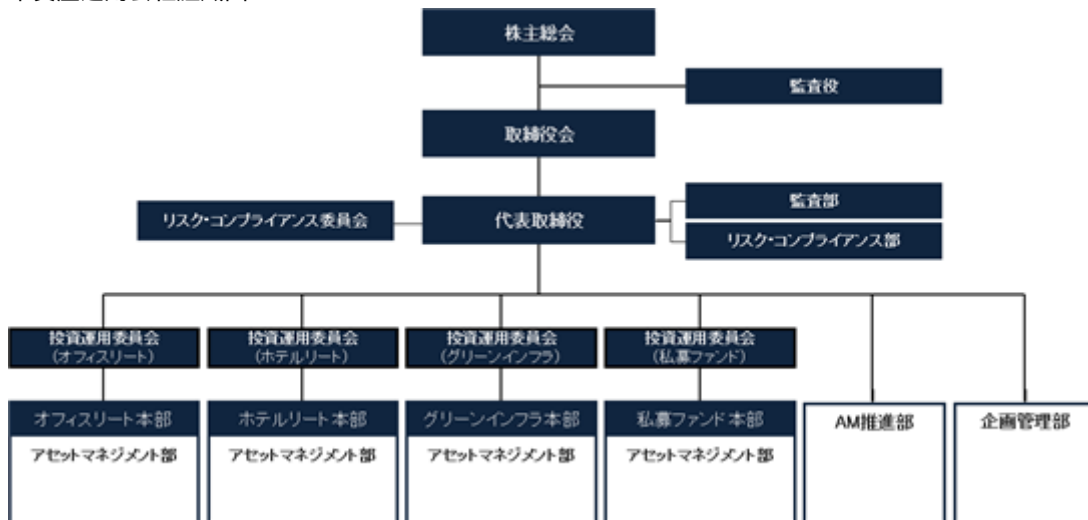 株主総会
監査役
取締役会
監査部
リスク・コンプライアンス委員会
代表取締役
リスク・コンプライアンス部
投資運用委員会
(オフィスリート)
投資運用委員会
(ホテルリート)
投資運用委員会
(グリーンインフラ)
投資運用委員会
(私募ファンド)
オフィスリート本部
ホテルリート本部
グリーンインフラ本部
私募ファンド本部
AM推進部
企画管理部
アセットマネジメント部
アセットマネジメント部
アセットマネジメント部
アセットマネジメント部